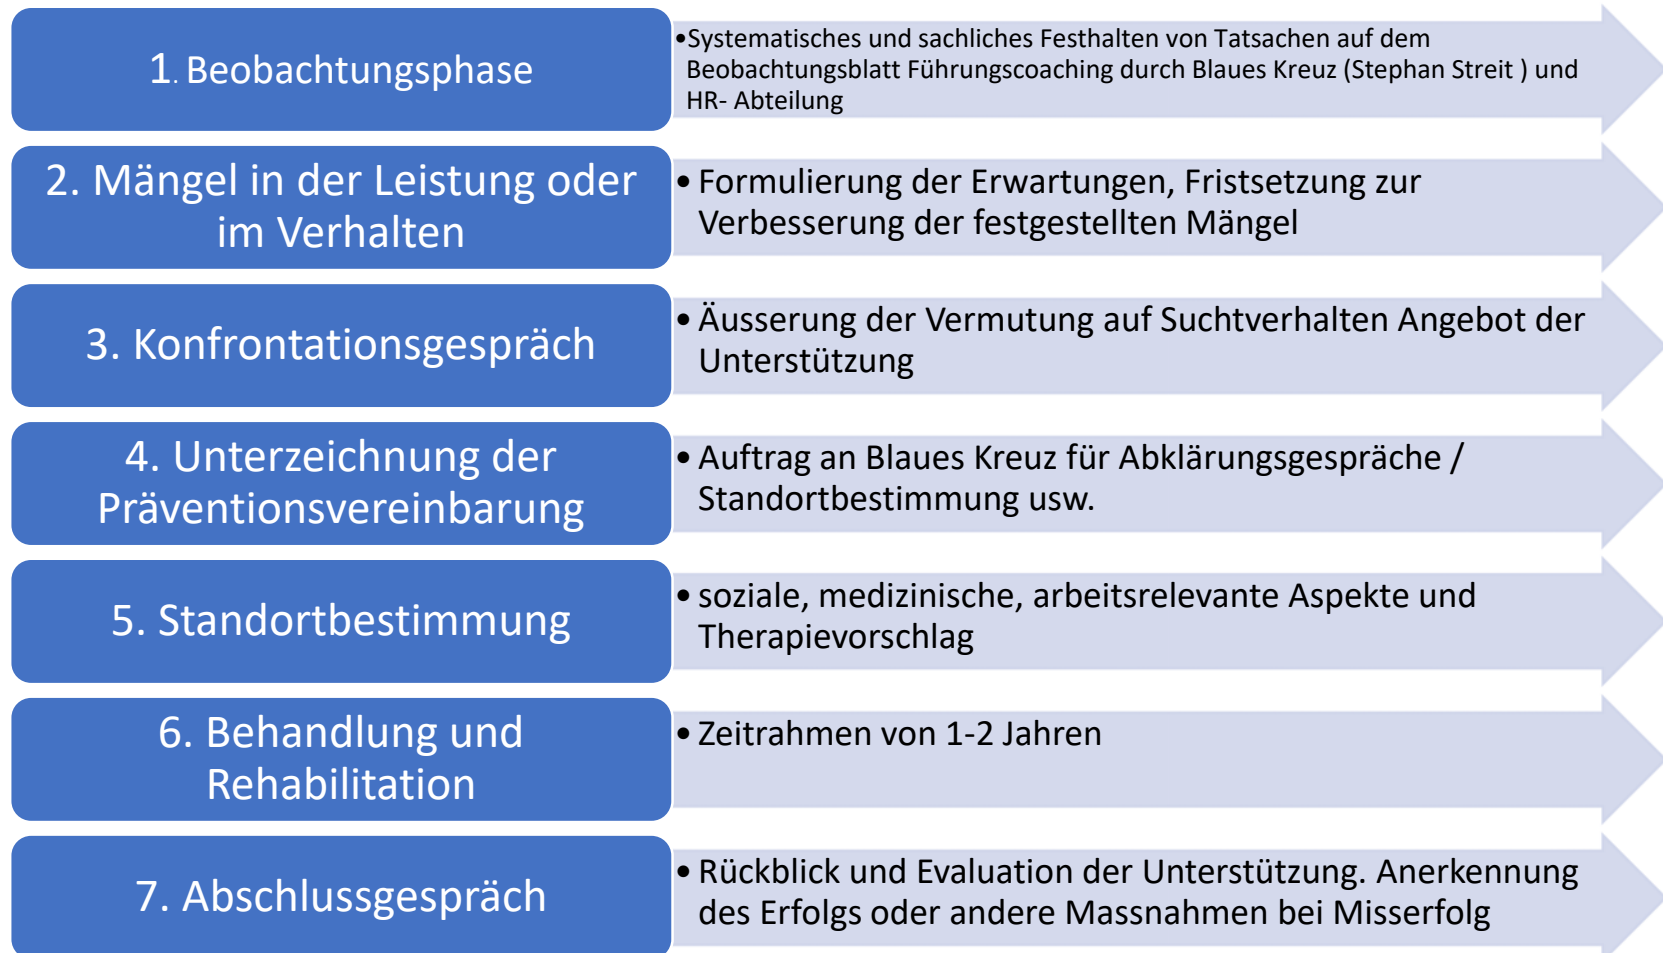 1. Beobachtungsphase
•Systematisches und sachliches Festhalten von Tatsachen auf dem
Beobachtungsblatt Führungscoaching durch Blaues Kreuz (Stephan Streit ) und
HR- Abteilung
2. Mängel in der Leistung oder
im Verhalten
• Formulierung der Erwartungen, Fristsetzung zur
Verbesserung der festgestellten Mängel
3. Konfrontationsgespräch
• Äusserung der Vermutung auf Suchtverhalten Angebot der
Unterstützung
4. Unterzeichnung der
Präventionsvereinbarung
• Auftrag an Blaues Kreuz für Abklärungsgespräche /
Standortbestimmung usw.
5. Standortbestimmung
• soziale, medizinische, arbeitsrelevante Aspekte und
Therapievorschlag
6. Behandlung und
Rehabilitation
• Zeitrahmen von 1-2 Jahren
7. Abschlussgespräch
• Rückblick und Evaluation der Unterstützung. Anerkennung
des Erfolgs oder andere Massnahmen bei Misserfolg